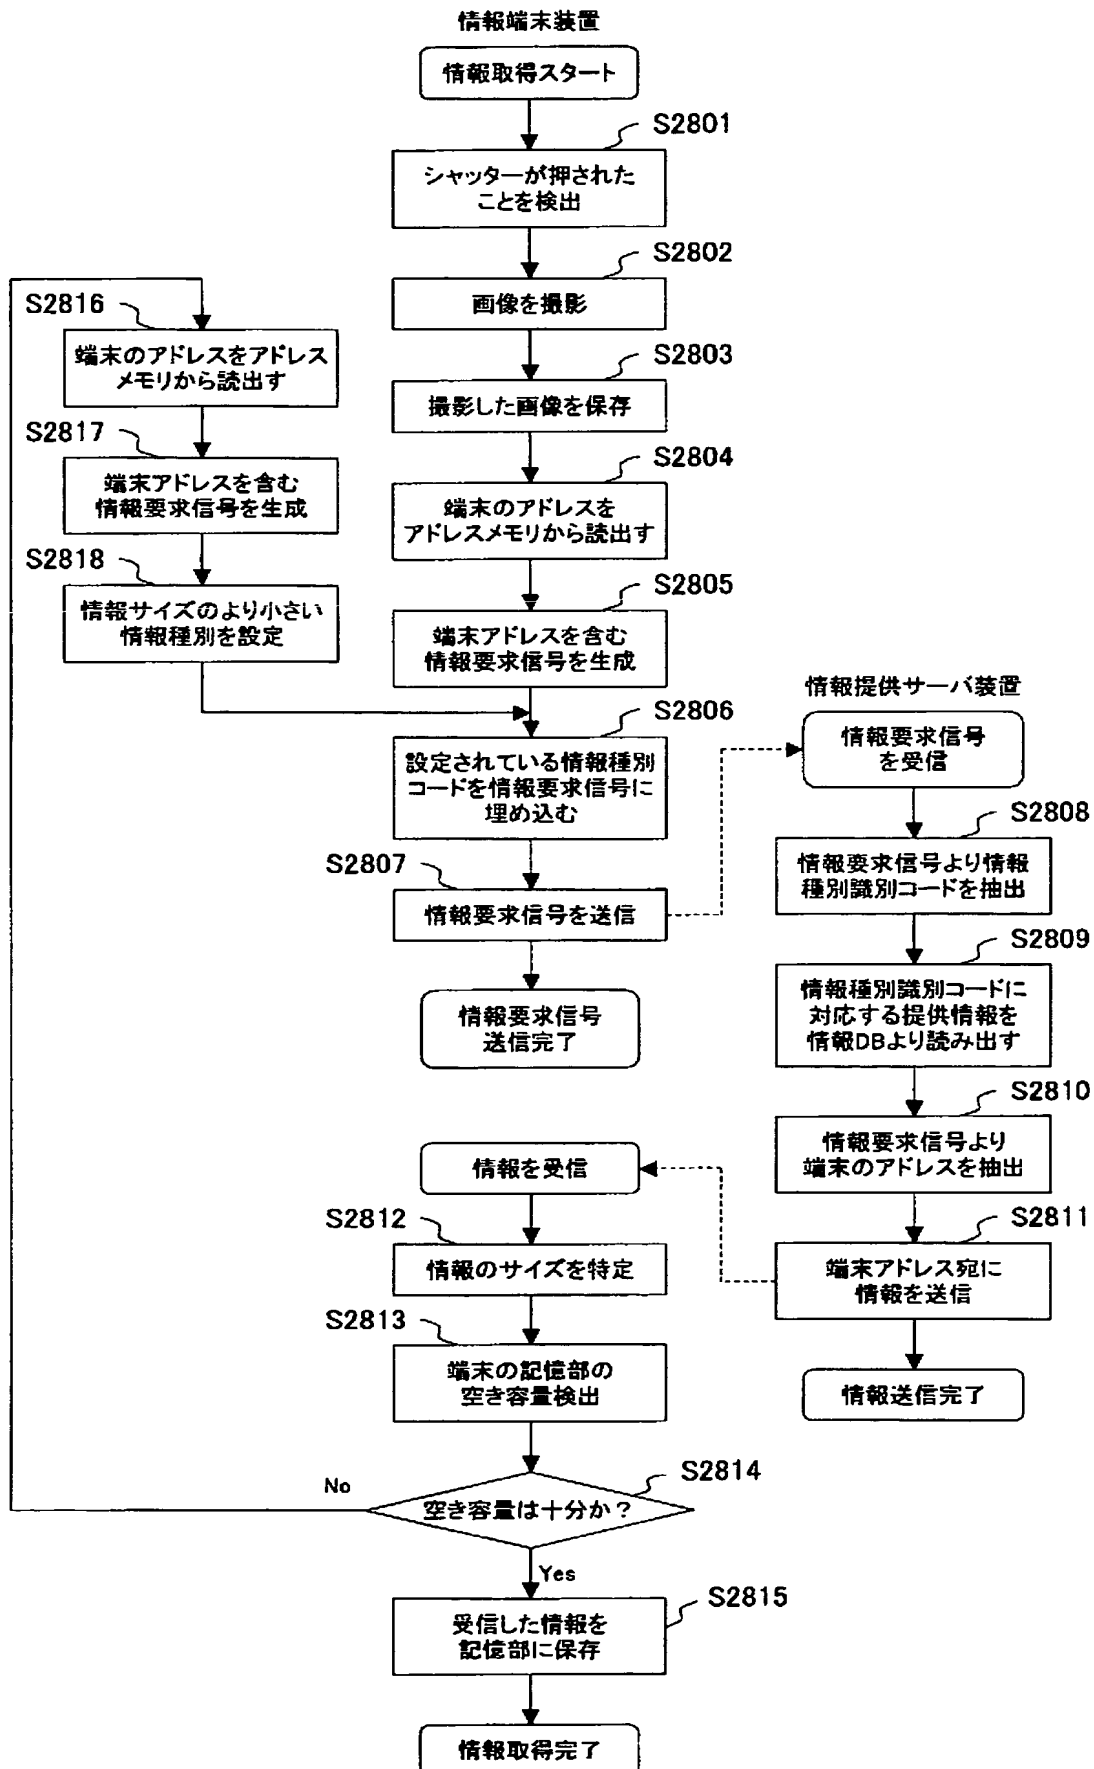 情報端末装置
情報取得スタート
S2801
シャッターが押された
ことを検出
S2802
画像を撮影
S2803
撮影した画像を保存
S2804
端末のアドレスを
アドレスメモリから読出す
S2805
端末アドレスを含む
情報要求信号を生成
S2816
端末のアドレスをアドレス
メモリから読出す
S2817
端末アドレスを含む
情報要求信号を生成
S2818
情報サイズのより小さい
情報種別を設定
S2806
設定されている情報種別
コードを情報要求信号に
埋め込む
S2807
情報要求信号を送信
情報要求信号
送信完了
情報提供サーバ装置
情報要求信号
を受信
S2808
情報要求信号より情報
種別識別コードを抽出
S2809
情報種別識別コードに
対応する提供情報を
情報DBより読み出す
S2810
情報要求信号より
端末のアドレスを抽出
S2811
端末アドレス宛に
情報を送信
情報送信完了
情報を受信
S2812
情報のサイズを特定
S2813
端末の記憶部の
空き容量検出
S2814
空き容量は十分か？
No
Yes
S2815
受信した情報を
記憶部に保存
情報取得完了